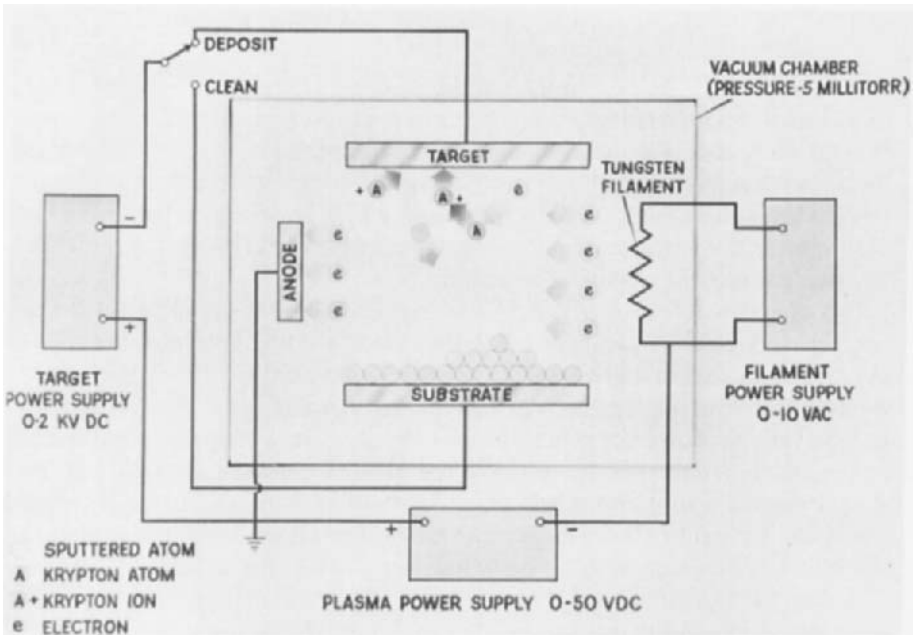 DEPOSIT
CLEAN
VACUUM CHAMBER
(PRESSURE-5 MILLITORR)
TARGET
TUNGSTEN
FILAMENT
+ A
A +
e
A
e
e
e
e
e
e
e
ANODE
-
+
TARGET
POWER SUPPLY
0-2 KV DC
SUBSTRATE
FILAMENT
POWER SUPPLY
0-10 VAC
+
-
SPUTTERED ATOM
A KRYPTON ATOM
A + KRYPTON ION
e ELECTRON
PLASMA POWER SUPPLY 0-50 VDC